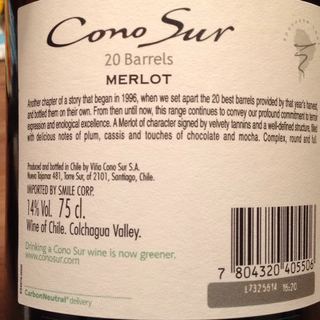 Cono Sur
20 Barrels
MERLOT
Another chapter of a story that began in 1996, when we set apart the 20 best barrels provided by that year's harvest,
and bottled them on their own. From then until now, this range continues to convey our profound commitment to terroir
expression and enological excellence. A Merlot of character signed by velvety tannins and a well-defined structure, filled
with delicious notes of plum, cassis and touches of chocolate and mocha. Complex, round and full.
Produced and bottled in Chile by Viña Cono Sur S.A.
Nueva Tajamar 481, Torre Sur, of 2101, Santiago, Chile.
IMPORTED BY SMILE CORP.
14% Vol. 75 cl.
Wine of Chile. Colchagua Valley.
Drinking a Cono Sur wine is now greener.
www.conosur.com
CarbonNeutral delivery
7 804320 405506
16:20